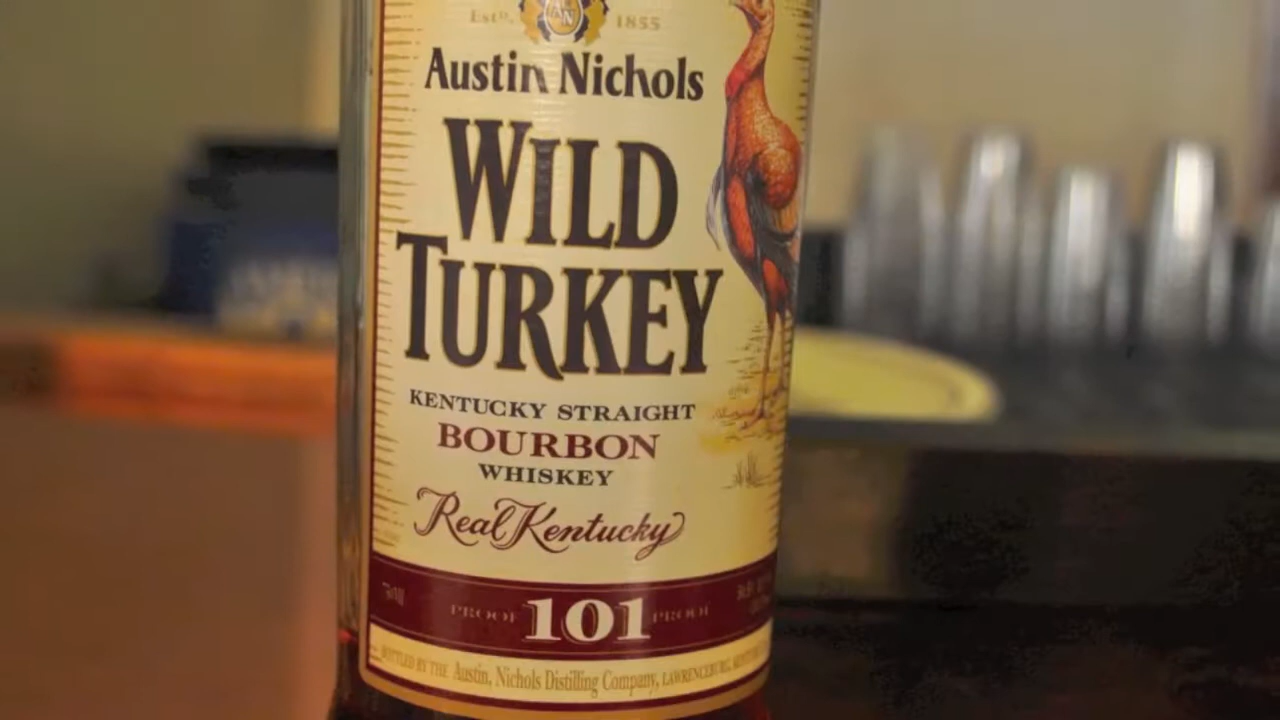 Estd. 1855
AN
Austin Nichols
WILD
TURKEY
KENTUCKY STRAIGHT
BOURBON
WHISKEY
Real Kentucky
PROOF 101 PROOF
BOTTLED BY THE Austin, Nichols Distilling Company, LAWRENCEBURG,